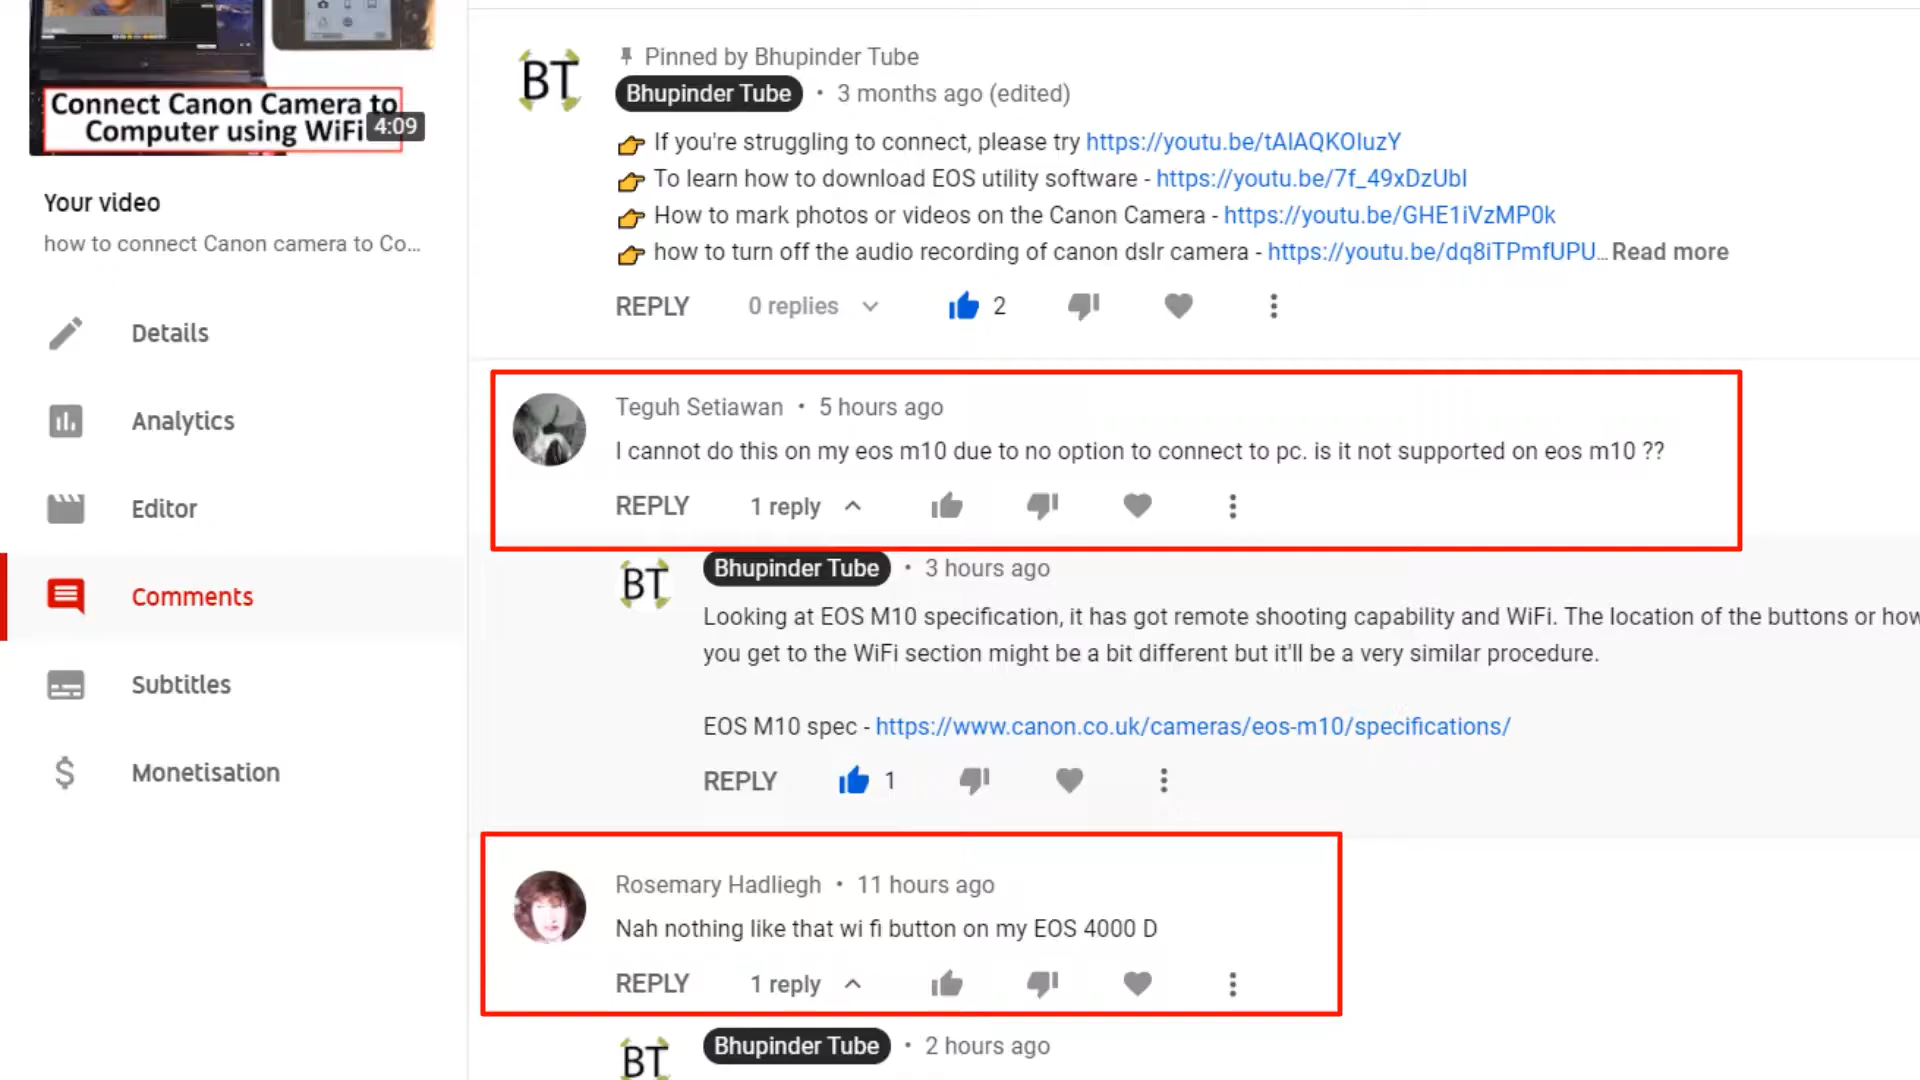 Connect Canon Camera to
Computer using WiFi
4:09
Your video
how to connect Canon camera to Co...
Details
Analytics
Editor
Comments
Subtitles
Monetisation
BT
Pinned by Bhupinder Tube
Bhupinder Tube • 3 months ago (edited)
👉 If you're struggling to connect, please try https://youtu.be/tAlAQKOluzY
👉 To learn how to download EOS utility software - https://youtu.be/7f_49xDzUbI
👉 How to mark photos or videos on the Canon Camera - https://youtu.be/GHE1iVzMP0k
👉 how to turn off the audio recording of canon dslr camera - https://youtu.be/dq8iTPmfUPU... Read more
REPLY 0 replies 2
Teguh Setiawan • 5 hours ago
I cannot do this on my eos m10 due to no option to connect to pc. is it not supported on eos m10 ??
REPLY 1 reply
BT
Bhupinder Tube • 3 hours ago
Looking at EOS M10 specification, it has got remote shooting capability and WiFi. The location of the buttons or how
you get to the WiFi section might be a bit different but it'll be a very similar procedure.
EOS M10 spec - https://www.canon.co.uk/cameras/eos-m10/specifications/
REPLY 1
Rosemary Hadliegh • 11 hours ago
Nah nothing like that wi fi button on my EOS 4000 D
REPLY 1 reply
BT
Bhupinder Tube • 2 hours ago